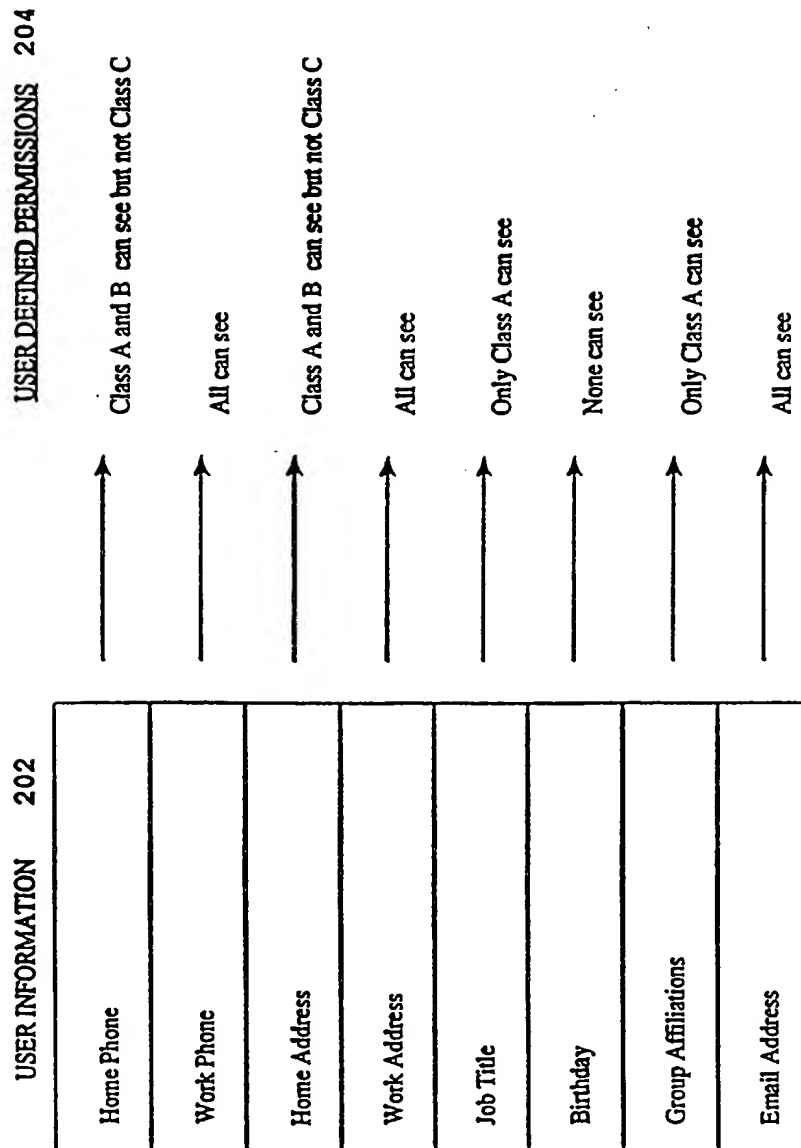 USER INFORMATION 202 USER DEFINED PERMISSIONS 204
Home Phone Class A and B can see but not Class C
Work Phone All can see
Home Address Class A and B can see but not Class C
Work Address All can see
Job Title Only Class A can see
Birthday None can see
Group Affiliations Only Class A can see
Email Address All can see